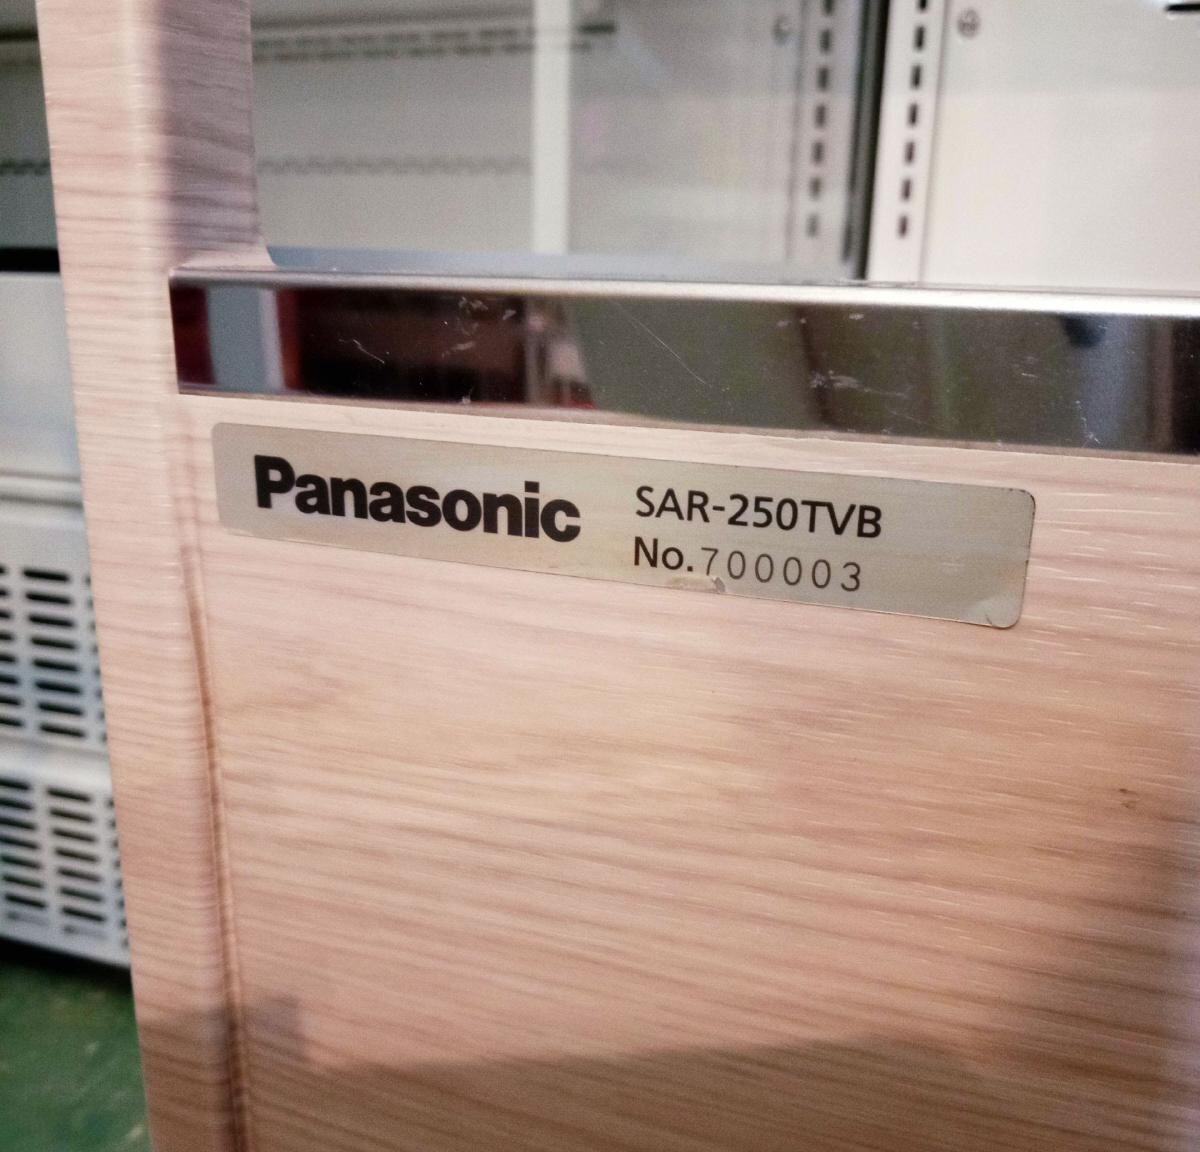 Panasonic
SAR-250TVB
No.700003